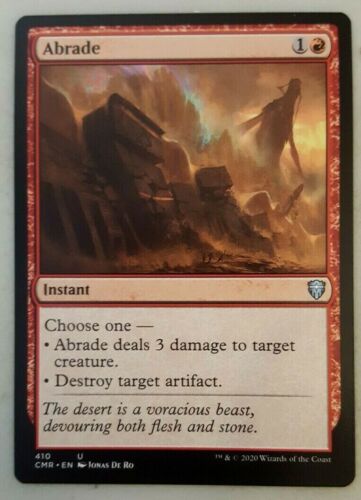 Abrade 1
Instant
Choose one —
• Abrade deals 3 damage to target
creature.
• Destroy target artifact.
The desert is a voracious beast,
devouring both flesh and stone.
410 U
CMR • EN Jonas De Ro
™ & © 2020 Wizards of the Coast